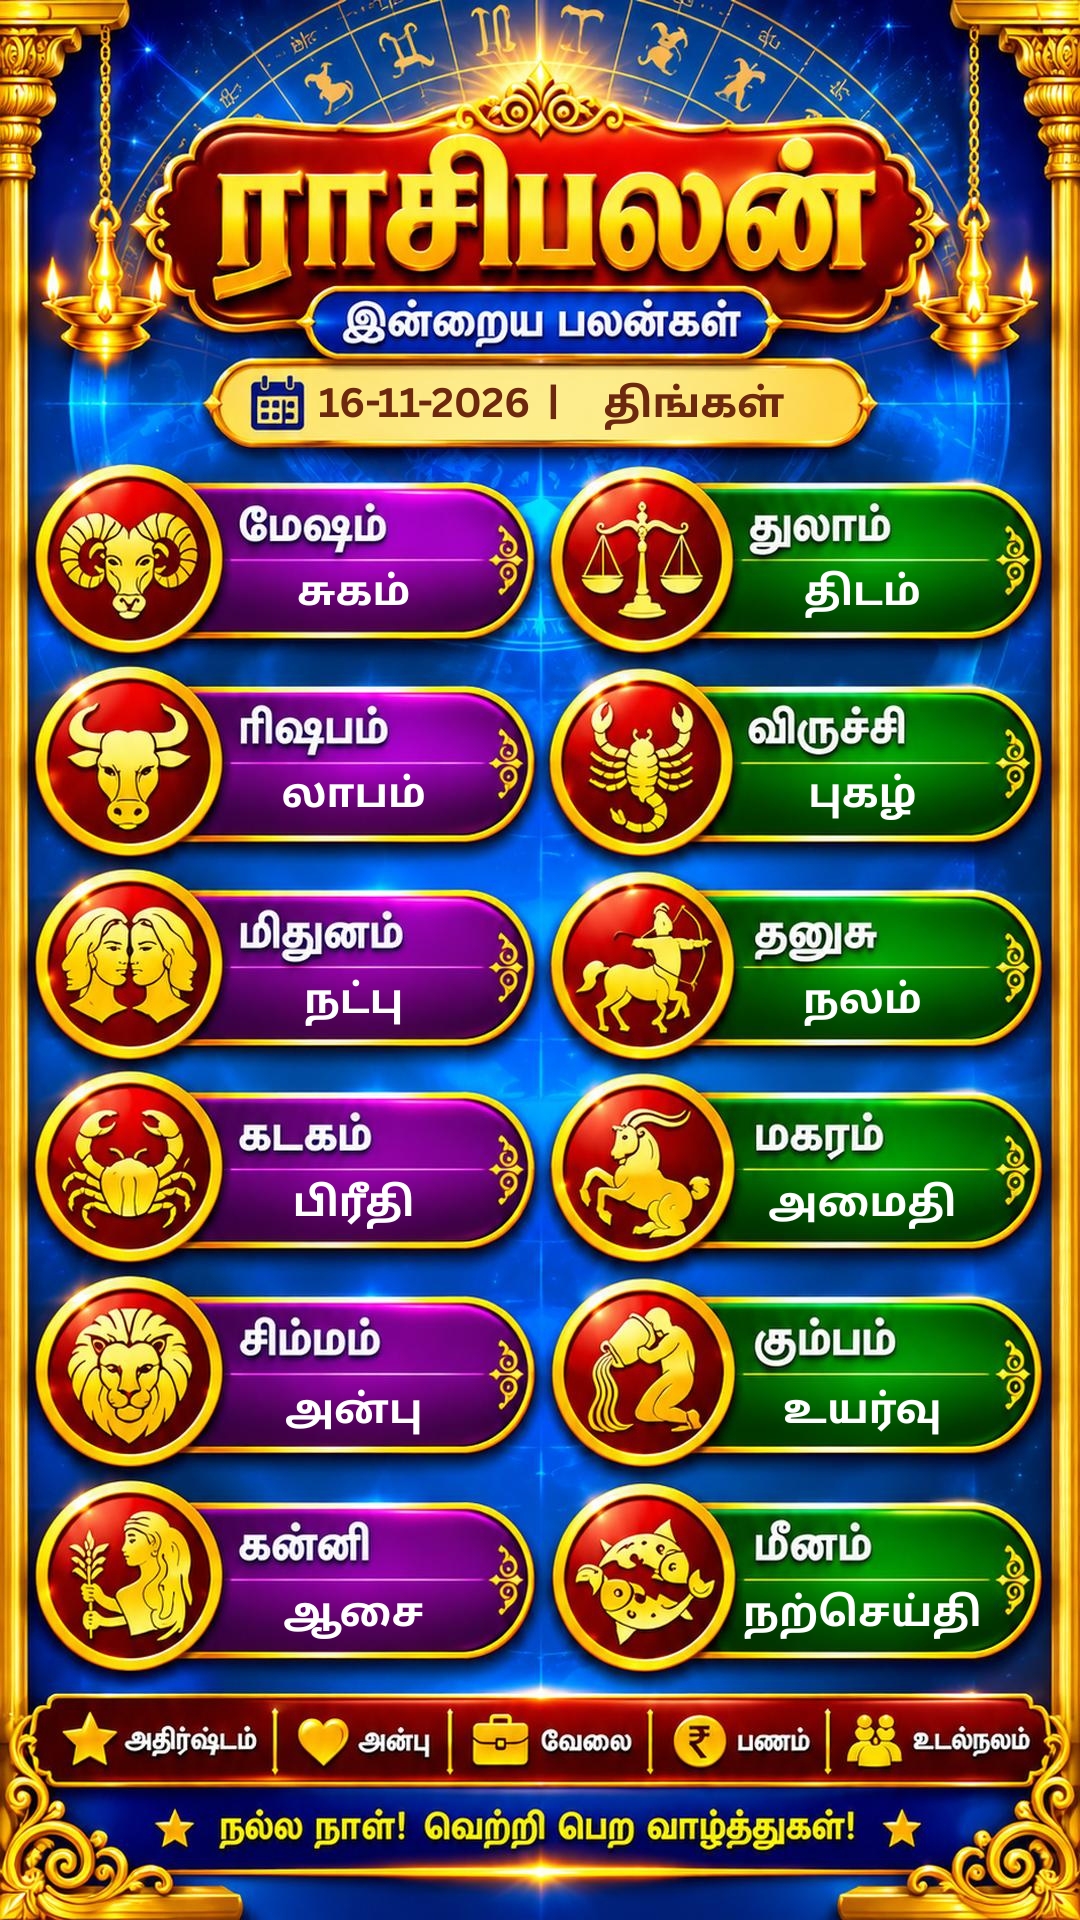 ராசிபலன்
இன்றைய பலன்கள்
16-11-2026 | திங்கள்
மேஷம்
சுகம்
துலாம்
திடம்
ரிஷபம்
லாபம்
விருச்சி
புகழ்
மிதுனம்
நட்பு
தனுசு
நலம்
கடகம்
பிரீதி
மகரம்
அமைதி
சிம்மம்
அன்பு
கும்பம்
உயர்வு
கன்னி
ஆசை
மீனம்
நற்செய்தி
அதிர்ஷ்டம் அன்பு வேலை பணம் உடல்நலம்
நல்ல நாள்! வெற்றி பெற வாழ்த்துகள்!